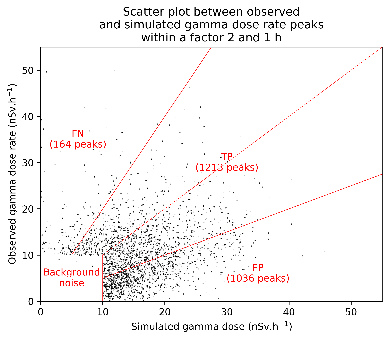 Scatter plot between observed
and simulated gamma dose rate peaks
within a factor 2 and 1 h
Observed gamma dose rate (nSv.h⁻¹)
50
40
30
20
10
0
FN
(164 peaks)
TP
(1213 peaks)
Background
noise
FP
(1036 peaks)
0 10 20 30 40 50
Simulated gamma dose (nSv.h⁻¹)